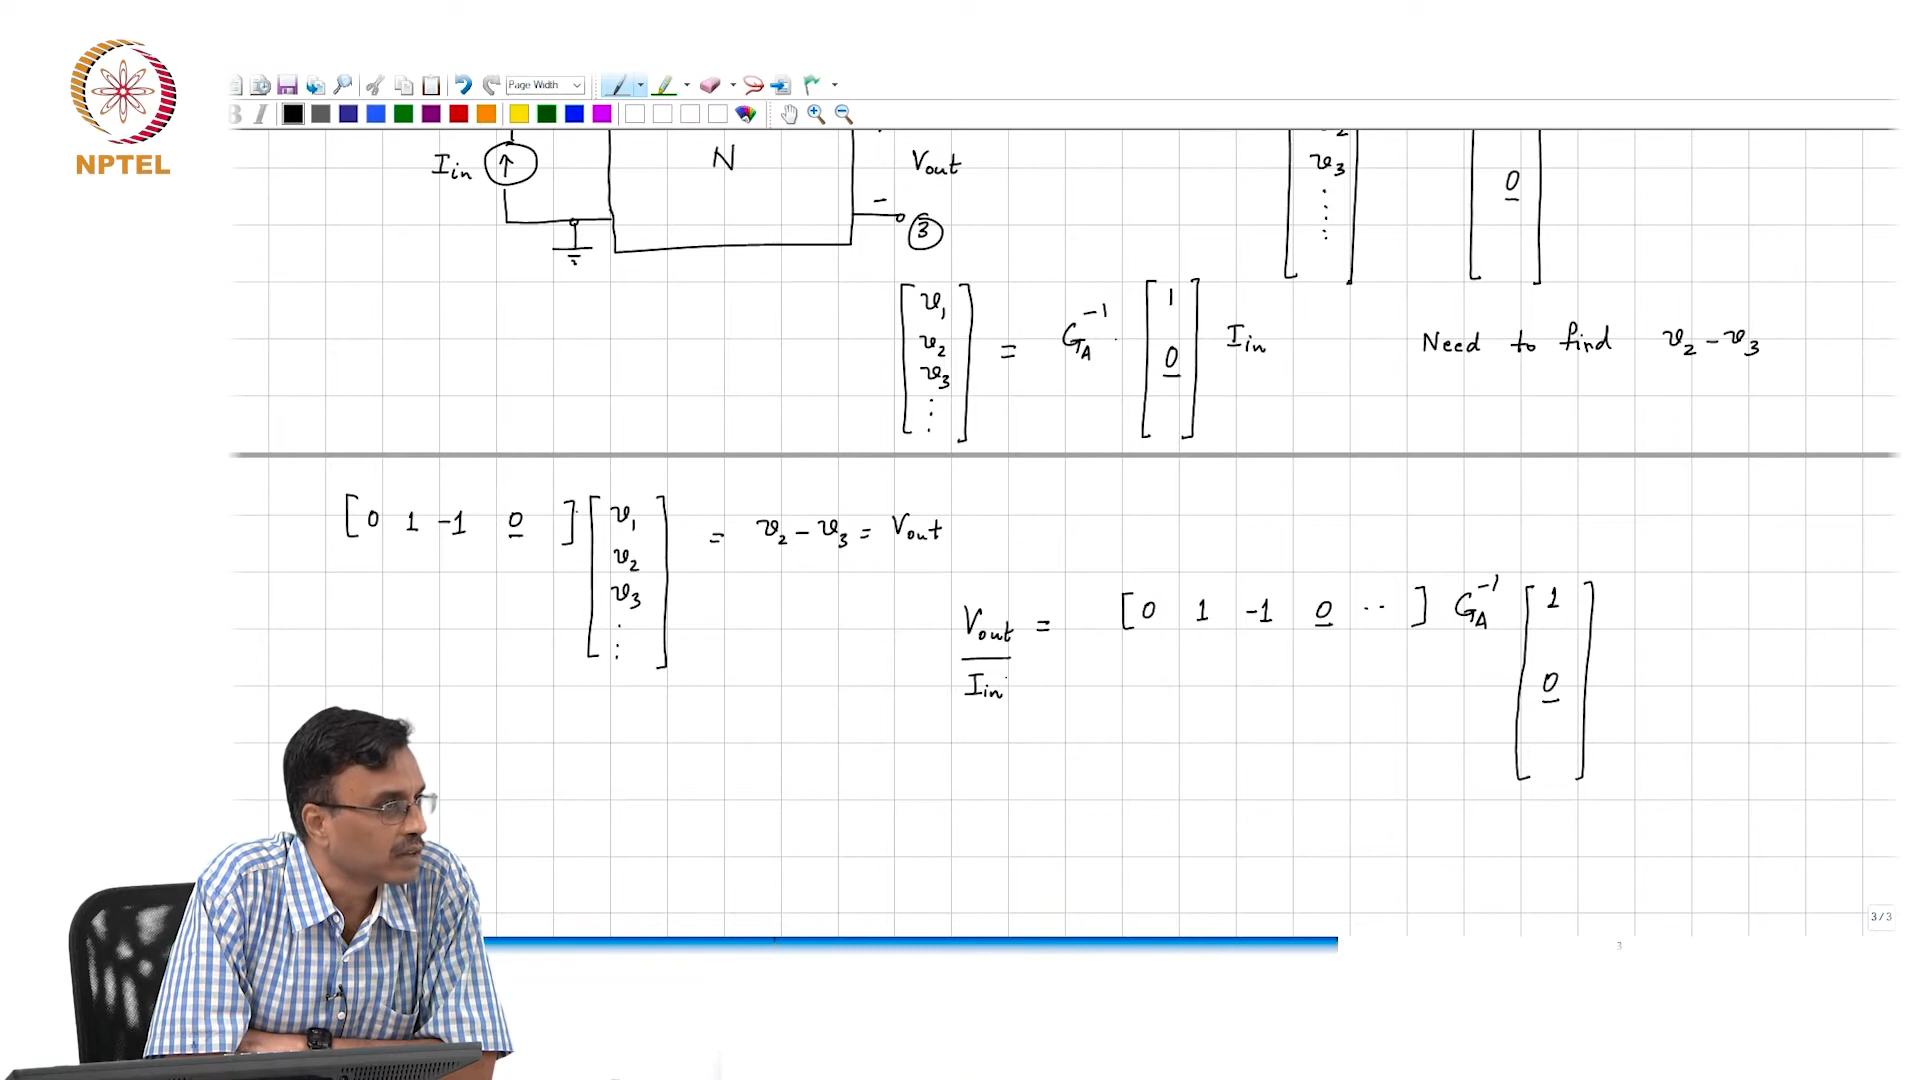 NPTEL
Page Width
B I
I_in N V_out
-
3
v_3 0
[v_1 v_2 v_3 ⋮] = G_A^-1 · [1 0] I_in Need to find v_2 - v_3
[0 1 -1 0] [v_1 v_2 v_3 ⋮] = v_2 - v_3 = V_out
V_out / I_in = [0 1 -1 0 ··] G_A^-1 [1 0]
3/3
3